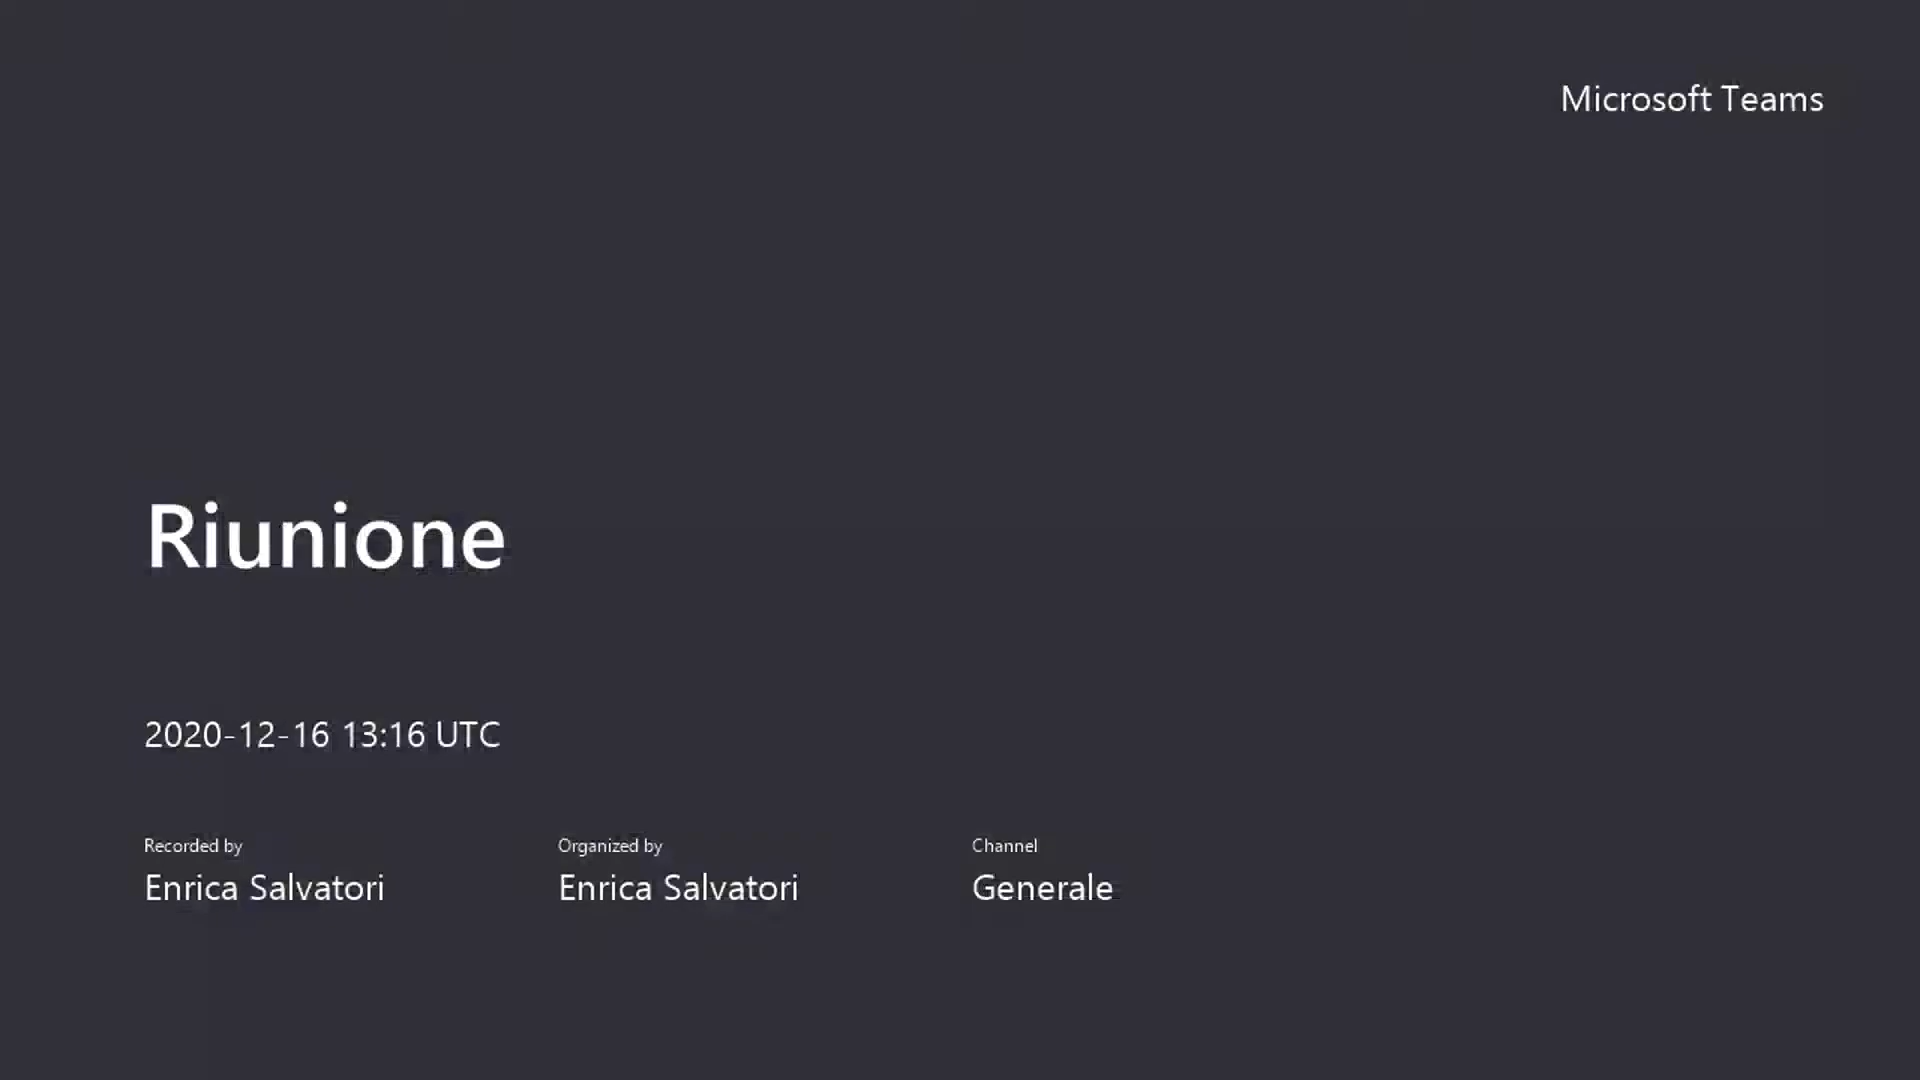 Microsoft Teams
Riunione
2020-12-16 13:16 UTC
Recorded by
Enrica Salvatori
Organized by
Enrica Salvatori
Channel
Generale